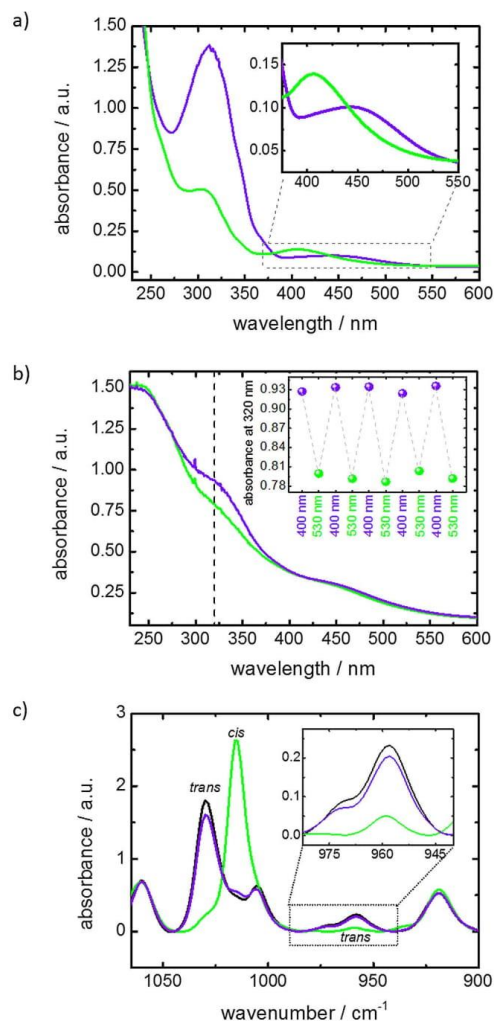 a)
1.50
1.25
1.00
0.75
0.50
0.25
0.00
absorbance / a.u.
0.15
0.10
0.05
400 450 500 550
250 300 350 400 450 500 550 600
wavelength / nm
b)
1.50
1.25
1.00
0.75
0.50
0.25
absorbance / a.u.
absorbance at 320 nm
0.93
0.90
0.87
0.84
0.81
0.78
400 nm
530 nm
400 nm
530 nm
400 nm
530 nm
400 nm
530 nm
400 nm
530 nm
250 300 350 400 450 500 550 600
wavelength / nm
c)
3
2
1
0
absorbance / a.u.
cis
trans
0.2
0.1
0.0
975 960 945
trans
1050 1000 950 900
wavenumber / cm-1